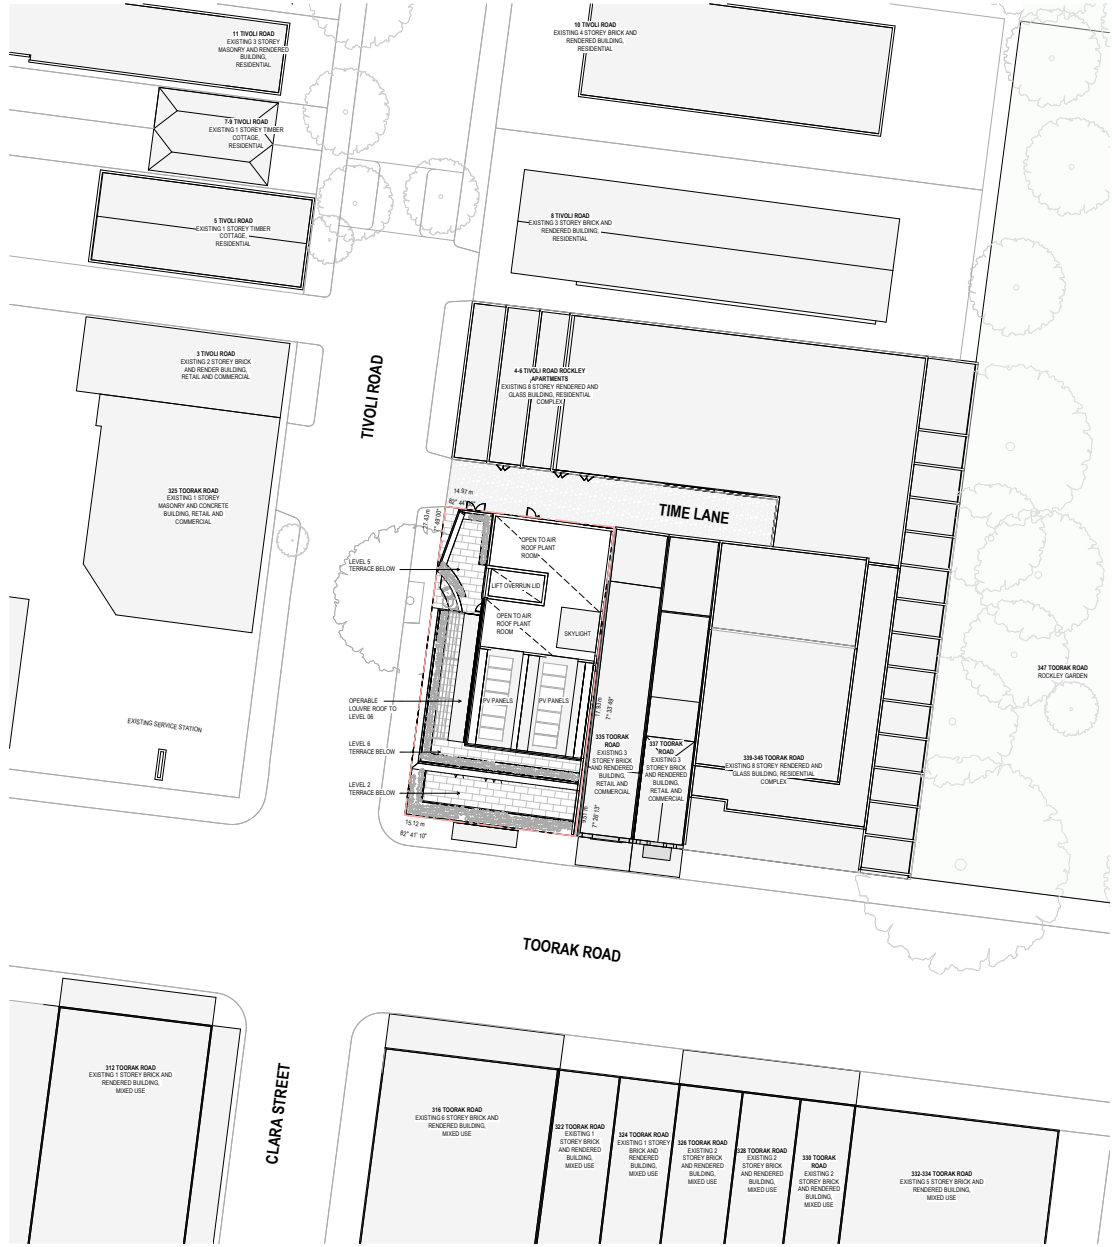 11 TIVOLI ROAD
EXISTING 3 STOREY
MASONRY AND RENDERED
BUILDING,
RESIDENTIAL
10 TIVOLI ROAD
EXISTING 4 STOREY BRICK AND
RENDERED BUILDING,
RESIDENTIAL
7-9 TIVOLI ROAD
EXISTING 1 STOREY TIMBER
COTTAGE,
RESIDENTIAL
5 TIVOLI ROAD
EXISTING 1 STOREY TIMBER
COTTAGE,
RESIDENTIAL
8 TIVOLI ROAD
EXISTING 3 STOREY BRICK AND
RENDERED BUILDING,
RESIDENTIAL
3 TIVOLI ROAD
EXISTING 2 STOREY BRICK
AND RENDER BUILDING,
RETAIL AND COMMERCIAL
TIVOLI ROAD
4-6 TIVOLI ROAD ROCKLEY
APARTMENTS
EXISTING 8 STOREY RENDERED AND
GLASS BUILDING, RESIDENTIAL
COMPLEX
325 TOORAK ROAD
EXISTING 1 STOREY
MASONRY AND CONCRETE
BUILDING, RETAIL AND
COMMERCIAL
14.97 m
TIME LANE
OPEN TO AIR
ROOF PLANT
ROOM
LEVEL 5
TERRACE BELOW
LIFT OVERRUN LID
OPEN TO AIR
ROOF PLANT
ROOM
SKYLIGHT
347 TOORAK ROAD
ROCKLEY GARDEN
OPERABLE
LOUVRE ROOF TO
LEVEL 06
PV PANELS
PV PANELS
7° 33' 49"
EXISTING SERVICE STATION
LEVEL 6
TERRACE BELOW
LEVEL 2
TERRACE BELOW
335 TOORAK
ROAD
EXISTING 3
STOREY BRICK
AND RENDERED
BUILDING,
RETAIL AND
COMMERCIAL
337 TOORAK
ROAD
EXISTING 3
STOREY BRICK
AND RENDERED
BUILDING,
RETAIL AND
COMMERCIAL
339-345 TOORAK ROAD
EXISTING 8 STOREY RENDERED AND
GLASS BUILDING, RESIDENTIAL
COMPLEX
7° 26' 13"
15.12 m
82° 41' 10"
TOORAK ROAD
312 TOORAK ROAD
EXISTING 1 STOREY BRICK AND
RENDERED BUILDING,
MIXED USE
CLARA STREET
316 TOORAK ROAD
EXISTING 6 STOREY BRICK AND
RENDERED BUILDING,
MIXED USE
322 TOORAK ROAD
EXISTING 1
STOREY BRICK
AND RENDERED
BUILDING,
MIXED USE
324 TOORAK ROAD
EXISTING 1 STOREY
BRICK AND
RENDERED
BUILDING,
MIXED USE
326 TOORAK ROAD
EXISTING 2
STOREY BRICK
AND RENDERED
BUILDING,
MIXED USE
328 TOORAK ROAD
EXISTING 2
STOREY BRICK
AND RENDERED
BUILDING,
MIXED USE
330 TOORAK
ROAD
EXISTING 2
STOREY BRICK
AND RENDERED
BUILDING,
MIXED USE
332-334 TOORAK ROAD
EXISTING 5 STOREY BRICK AND
RENDERED BUILDING,
MIXED USE